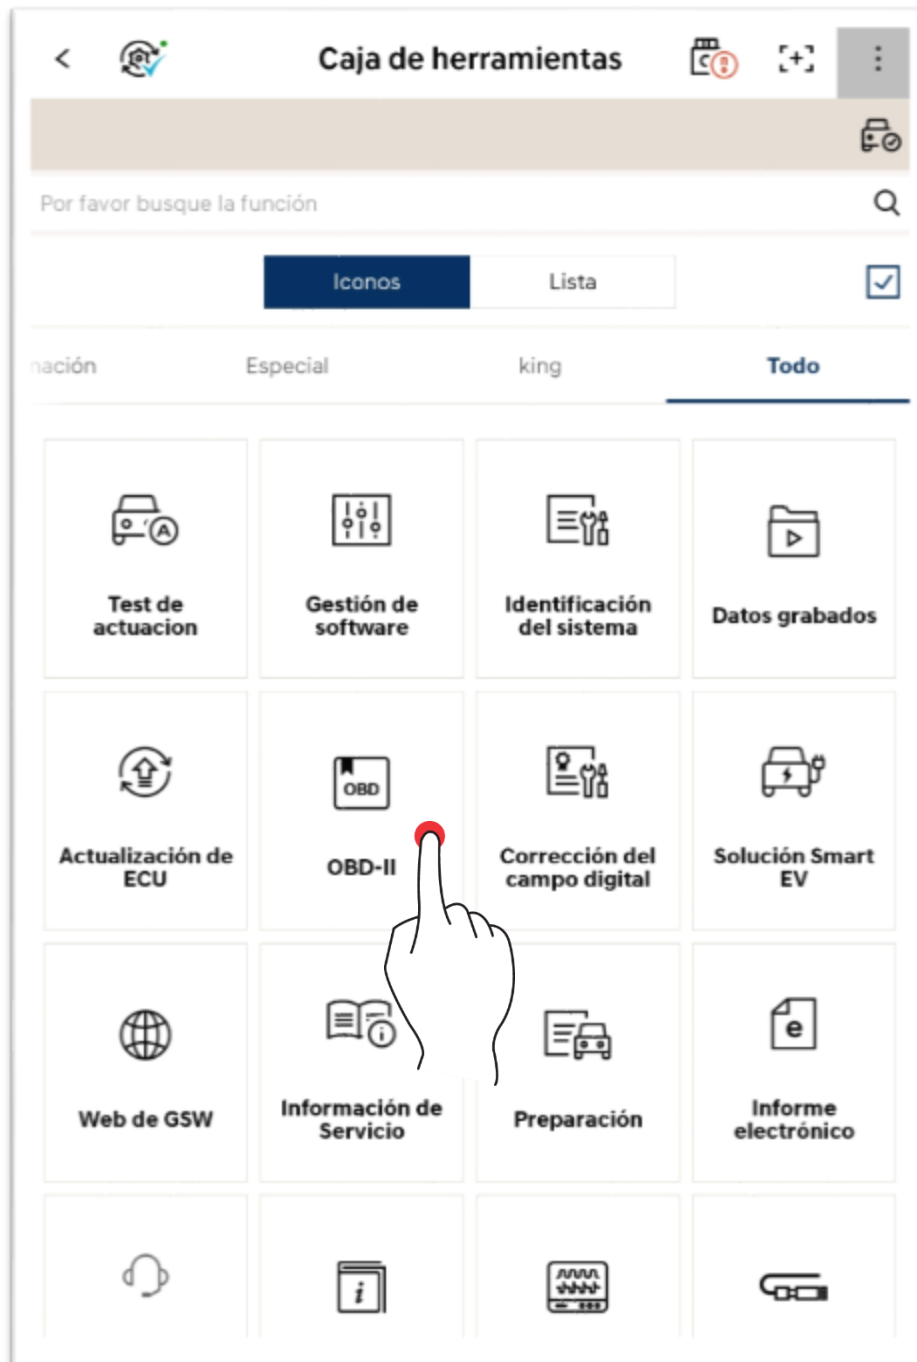 Caja de herramientas
Por favor busque la función
Iconos Lista
nación Especial king Todo
A
Test de
actuacion
Gestión de
software
Identificación
del sistema
Datos grabados
Actualización de
ECU
OBD
OBD-II
Corrección del
campo digital
Solución Smart
EV
Web de GSW
i
Información de
Servicio
Preparación
e
Informe
electrónico
i